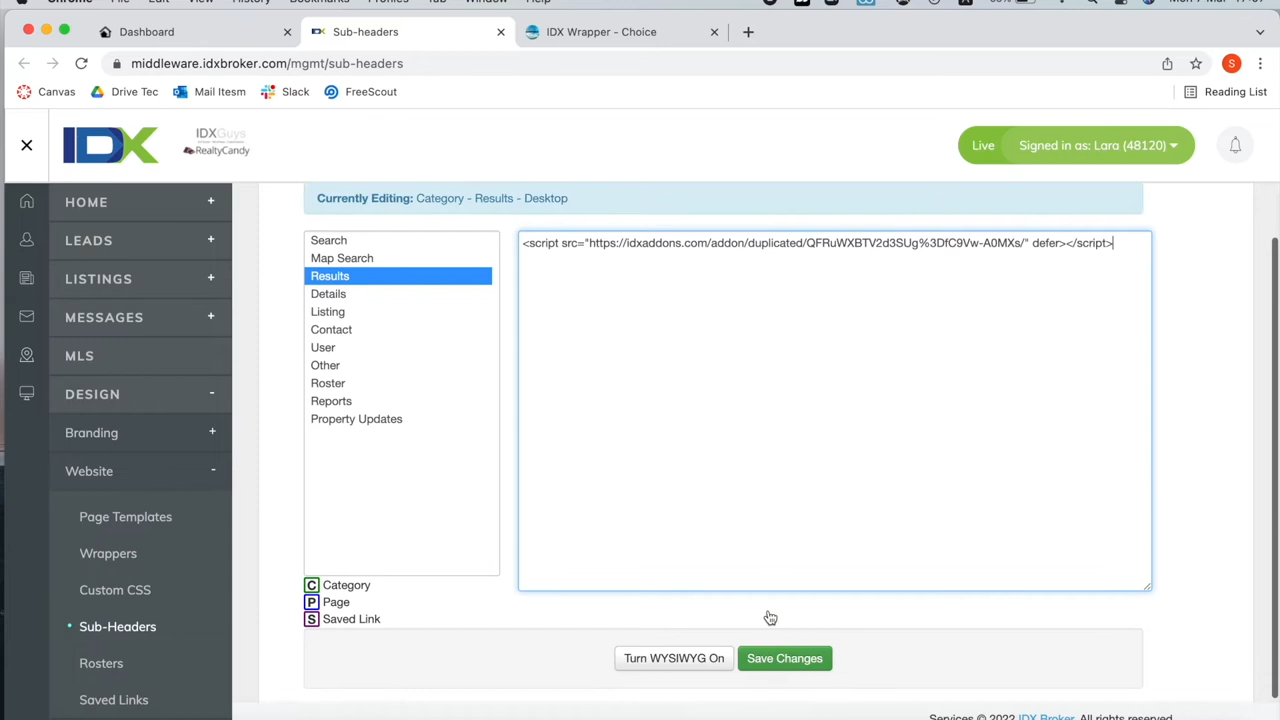 Dashboard
Sub-headers
IDX Wrapper - Choice
middleware.idxbroker.com/mgmt/sub-headers
S
Canvas
Drive Tec
Mail Itesm
Slack
FreeScout
Reading List
IDX
IDXGuys
RealtyCandy
Live
Signed in as: Lara (48120)
HOME +
LEADS +
LISTINGS +
MESSAGES +
MLS
DESIGN -
Branding +
Website -
Page Templates
Wrappers
Custom CSS
Sub-Headers
Rosters
Saved Links
Currently Editing: Category - Results - Desktop
Search
Map Search
Results
Details
Listing
Contact
User
Other
Roster
Reports
Property Updates
C Category
P Page
S Saved Link
<script src="https://idxaddons.com/addon/duplicated/QFRuWXBTV2d3SUg%3DfC9Vw-A0MXs/" defer></script>
Turn WYSIWYG On
Save Changes
Services © 2022 IDX Broker. All rights reserved.